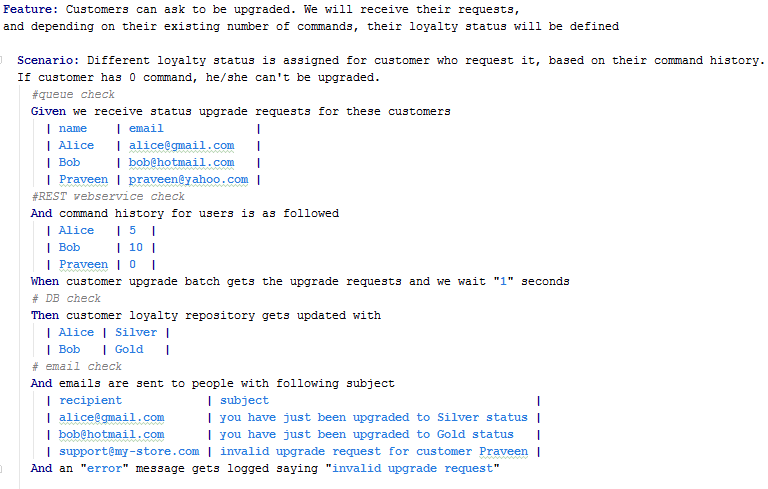 Feature: Customers can ask to be upgraded. We will receive their requests,
and depending on their existing number of commands, their loyalty status will be defined
Scenario: Different loyalty status is assigned for customer who request it, based on their command history.
If customer has 0 command, he/she can't be upgraded.
#queue check
Given we receive status upgrade requests for these customers
| name | email |
| Alice | alice@gmail.com |
| Bob | bob@hotmail.com |
| Praveen | praveen@yahoo.com |
#REST webservice check
And command history for users is as followed
| Alice | 5 |
| Bob | 10 |
| Praveen | 0 |
When customer upgrade batch gets the upgrade requests and we wait "1" seconds
# DB check
Then customer loyalty repository gets updated with
| Alice | Silver |
| Bob | Gold |
# email check
And emails are sent to people with following subject
| recipient | subject |
| alice@gmail.com | you have just been upgraded to Silver status |
| bob@hotmail.com | you have just been upgraded to Gold status |
| support@my-store.com | invalid upgrade request for customer Praveen |
And an "error" message gets logged saying "invalid upgrade request"